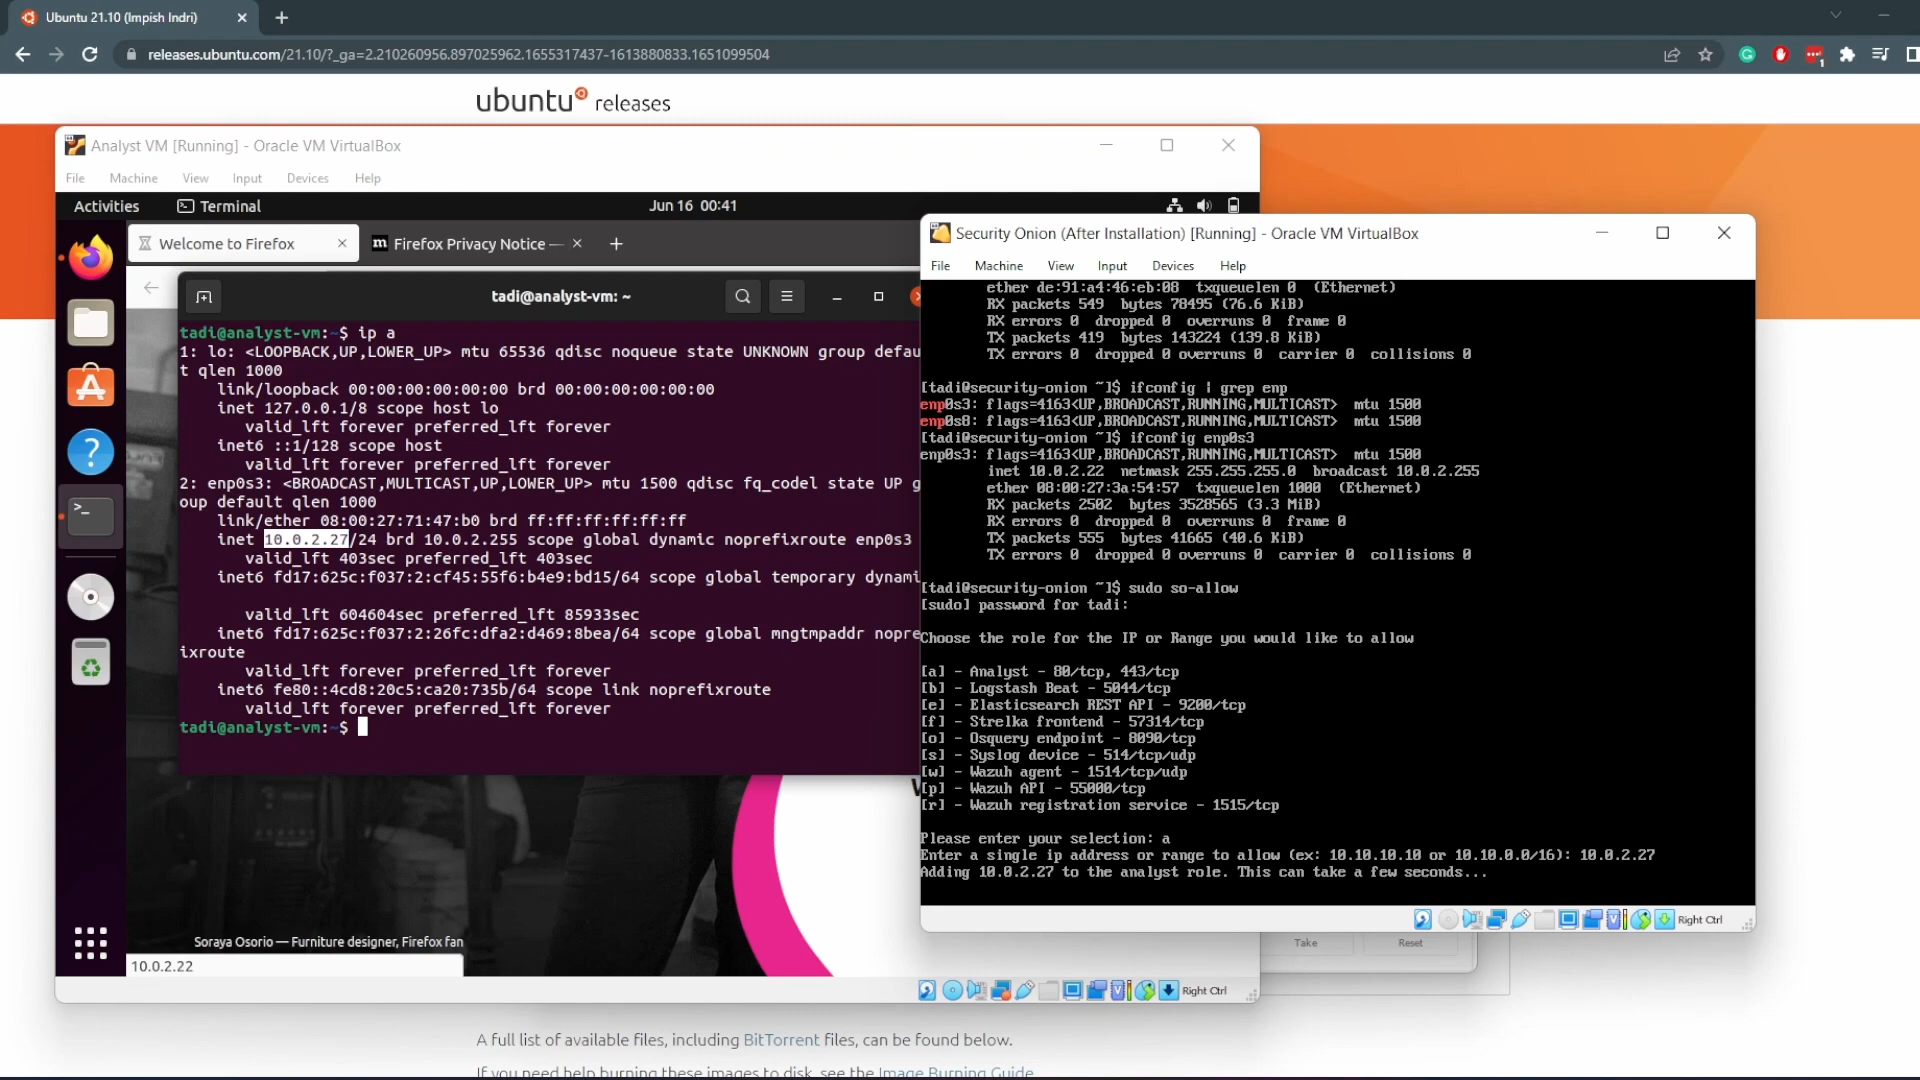 Ubuntu 21.10 (Impish Indri)
releases.ubuntu.com/21.10/?_ga=2.210260956.897025962.1655317437-1613880833.1651099504
ubuntu releases
Analyst VM [Running] - Oracle VM VirtualBox
File Machine View Input Devices Help
Activities Terminal Jun 16 00:41
Welcome to Firefox
Firefox Privacy Notice —
tadi@analyst-vm: ~
tadi@analyst-vm:~$ ip a
1: lo: <LOOPBACK,UP,LOWER_UP> mtu 65536 qdisc noqueue state UNKNOWN group defau
t qlen 1000
link/loopback 00:00:00:00:00:00 brd 00:00:00:00:00:00
inet 127.0.0.1/8 scope host lo
valid_lft forever preferred_lft forever
inet6 ::1/128 scope host
valid_lft forever preferred_lft forever
2: enp0s3: <BROADCAST,MULTICAST,UP,LOWER_UP> mtu 1500 qdisc fq_codel state UP g
oup default qlen 1000
link/ether 08:00:27:71:47:b0 brd ff:ff:ff:ff:ff:ff
inet 10.0.2.27/24 brd 10.0.2.255 scope global dynamic noprefixroute enp0s3
valid_lft 403sec preferred_lft 403sec
inet6 fd17:625c:f037:2:cf45:55f6:b4e9:bd15/64 scope global temporary dynami
valid_lft 604604sec preferred_lft 85933sec
inet6 fd17:625c:f037:2:26fc:dfa2:d469:8bea/64 scope global mngtmpaddr nopre
ixroute
valid_lft forever preferred_lft forever
inet6 fe80::4cd8:20c5:ca20:735b/64 scope link noprefixroute
valid_lft forever preferred_lft forever
tadi@analyst-vm:~$
Soraya Osorio — Furniture designer, Firefox fan
10.0.2.22
Right Ctrl
Security Onion (After Installation) [Running] - Oracle VM VirtualBox
File Machine View Input Devices Help
ether de:91:a4:46:eb:08 txqueuelen 0 (Ethernet)
RX packets 549 bytes 78495 (76.6 KiB)
RX errors 0 dropped 0 overruns 0 frame 0
TX packets 419 bytes 143224 (139.8 KiB)
TX errors 0 dropped 0 overruns 0 carrier 0 collisions 0
[tadi@security-onion ~]$ ifconfig | grep enp
enp0s3: flags=4163<UP,BROADCAST,RUNNING,MULTICAST> mtu 1500
enp0s8: flags=4163<UP,BROADCAST,RUNNING,MULTICAST> mtu 1500
[tadi@security-onion ~]$ ifconfig enp0s3
enp0s3: flags=4163<UP,BROADCAST,RUNNING,MULTICAST> mtu 1500
inet 10.0.2.22 netmask 255.255.255.0 broadcast 10.0.2.255
ether 08:00:27:3a:54:57 txqueuelen 1000 (Ethernet)
RX packets 2502 bytes 3528565 (3.3 MiB)
RX errors 0 dropped 0 overruns 0 frame 0
TX packets 555 bytes 41665 (40.6 KiB)
TX errors 0 dropped 0 overruns 0 carrier 0 collisions 0
[tadi@security-onion ~]$ sudo so-allow
[sudo] password for tadi:
Choose the role for the IP or Range you would like to allow
[a] - Analyst - 80/tcp, 443/tcp
[b] - Logstash Beat - 5044/tcp
[e] - Elasticsearch REST API - 9200/tcp
[f] - Strelka frontend - 57314/tcp
[o] - Osquery endpoint - 8090/tcp
[s] - Syslog device - 514/tcp/udp
[w] - Wazuh agent - 1514/tcp/udp
[p] - Wazuh API - 55000/tcp
[r] - Wazuh registration service - 1515/tcp
Please enter your selection: a
Enter a single ip address or range to allow (ex: 10.10.10.10 or 10.10.0.0/16): 10.0.2.27
Adding 10.0.2.27 to the analyst role. This can take a few seconds...
Right Ctrl
Take Reset
A full list of available files, including BitTorrent files, can be found below.
If you need help burning these images to disk, see the Image Burning Guide